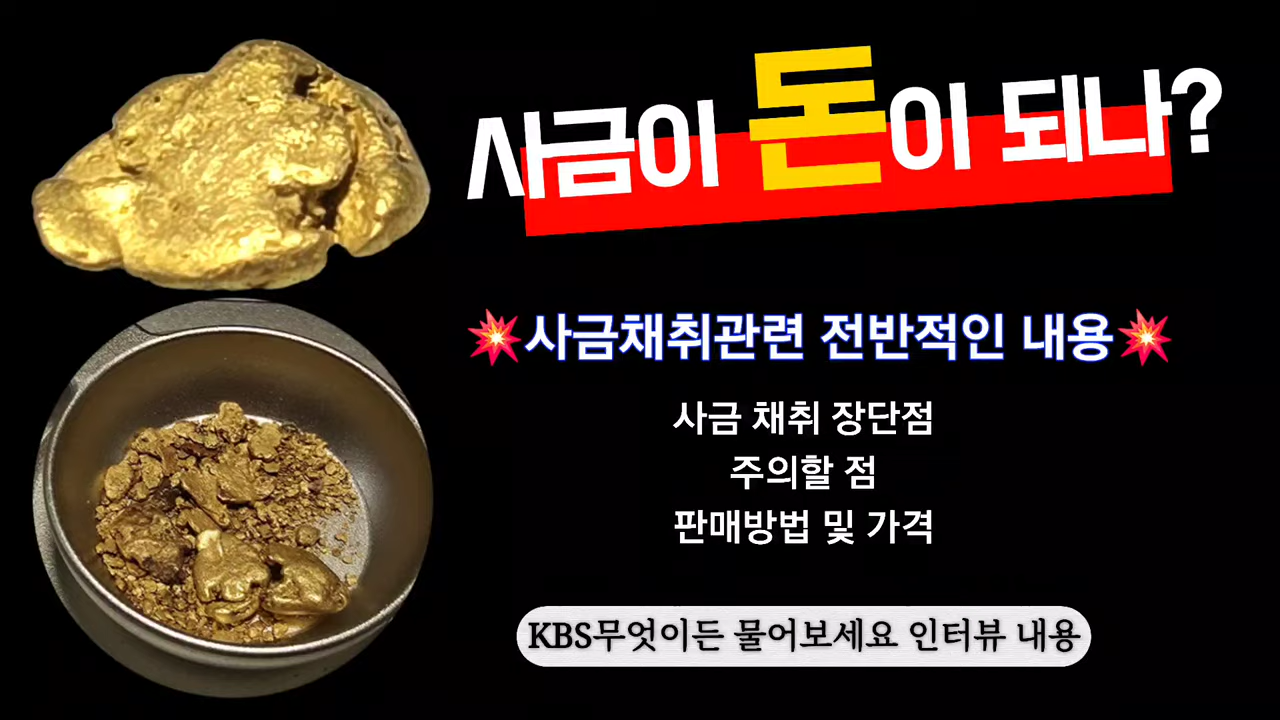 사금이 돈이 되나?
💥사금채취관련 전반적인 내용💥
사금 채취 장단점
주의할 점
판매방법 및 가격
KBS무엇이든 물어보세요 인터뷰 내용